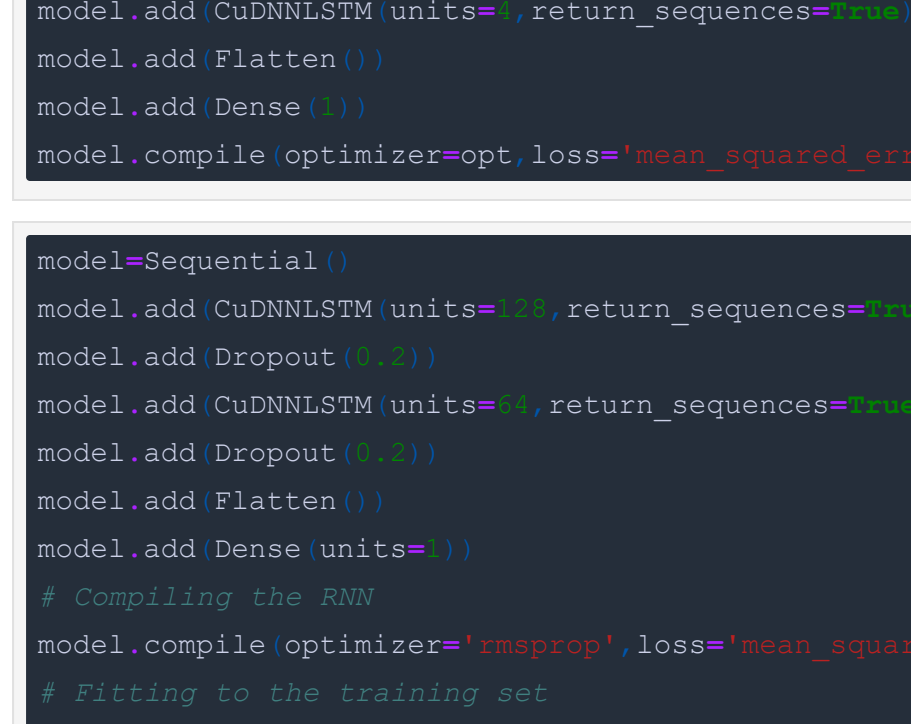 model.add(CuDNNLSTM(units=4,return_sequences=True)
model.add(Flatten())
model.add(Dense(1))
model.compile(optimizer=opt,loss='mean_squared_err
model=Sequential()
model.add(CuDNNLSTM(units=128,return_sequences=Tru
model.add(Dropout(0.2))
model.add(CuDNNLSTM(units=64,return_sequences=True
model.add(Dropout(0.2))
model.add(Flatten())
model.add(Dense(units=1))
# Compiling the RNN
model.compile(optimizer='rmsprop',loss='mean_squar
# Fitting to the training set